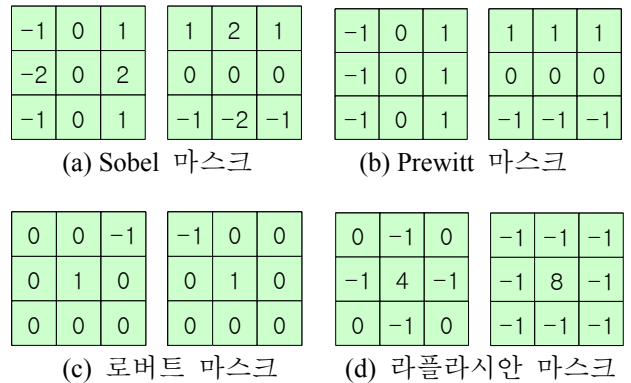 -1 0 1 1 2 1 -1 0 1 1 1 1
-2 0 2 0 0 0 -1 0 1 0 0 0
-1 0 1 -1 -2 -1 -1 0 1 -1 -1 -1
(a) Sobel 마스크 (b) Prewitt 마스크
0 0 -1 -1 0 0 0 -1 0 -1 -1 -1
0 1 0 0 1 0 -1 4 -1 -1 8 -1
0 0 0 0 0 0 0 -1 0 -1 -1 -1
(c) 로버트 마스크 (d) 라플라시안 마스크